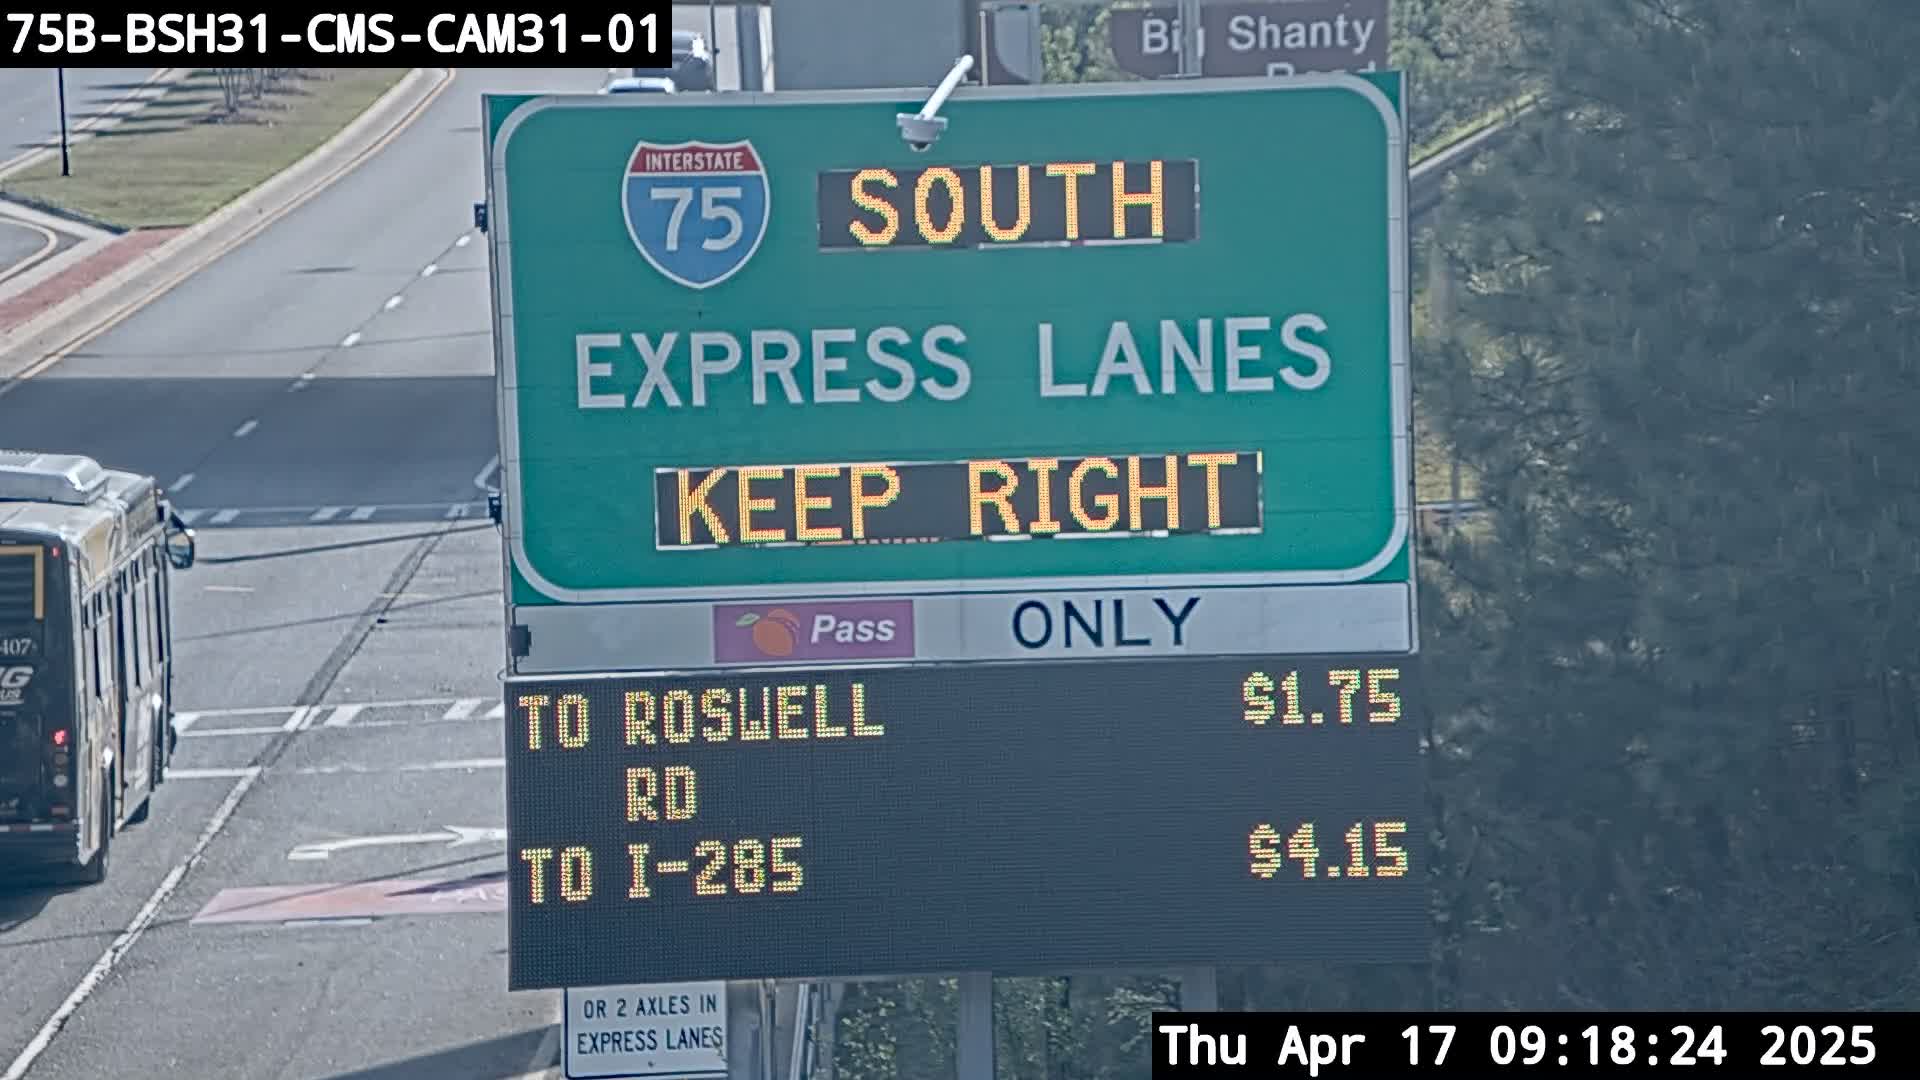 75B-BSH31-CMS-CAM31-01
Big Shanty
Road
INTERSTATE
75
SOUTH
EXPRESS LANES
KEEP RIGHT
Pass ONLY
TO ROSWELL $1.75
RD
TO I-285 $4.15
407
OR 2 AXLES IN
EXPRESS LANES
Thu Apr 17 09:18:24 2025